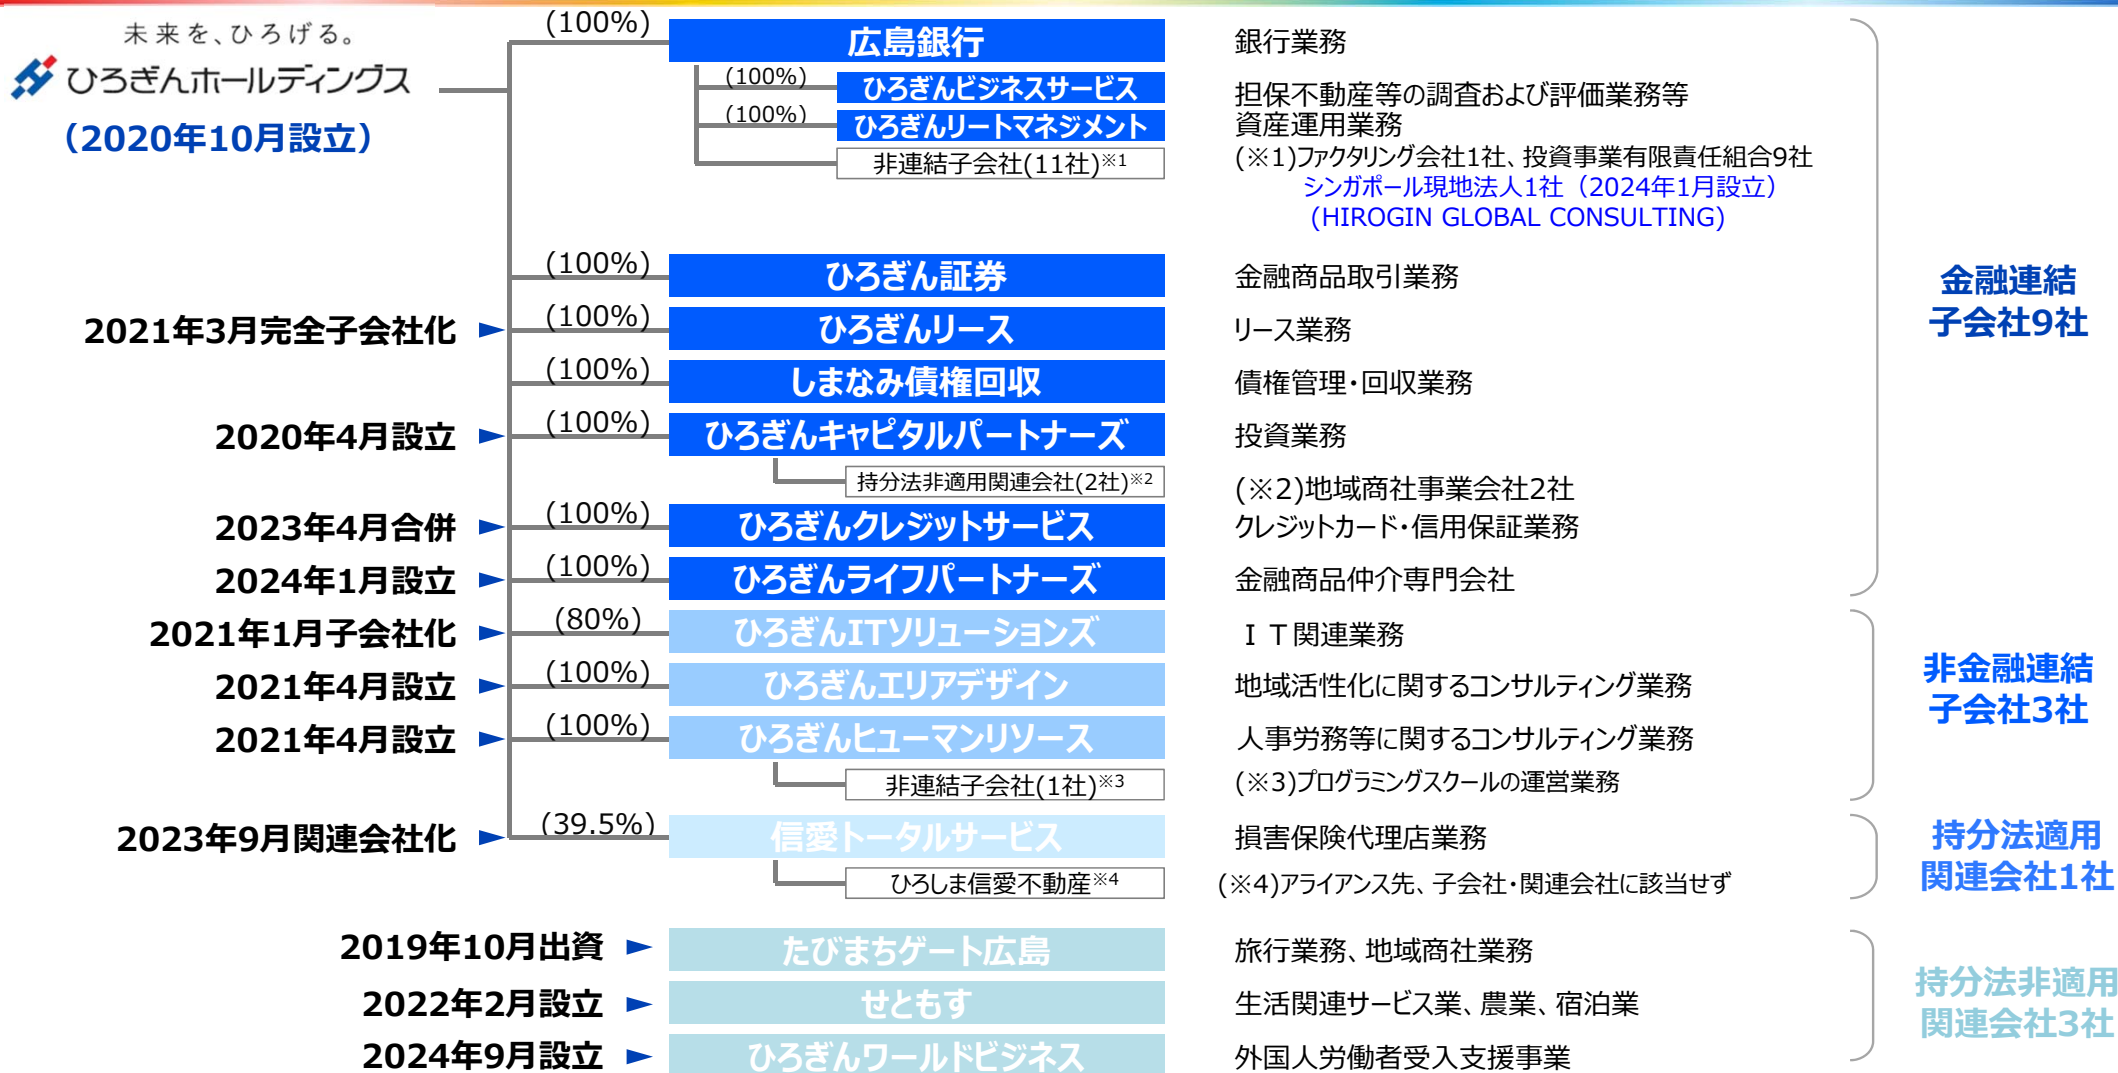 未来を、ひろげる。
ひろぎんホールディングス
（2020年10月設立）
(100%) 広島銀行 銀行業務
(100%) ひろぎんビジネスサービス 担保不動産等の調査および評価業務等
(100%) ひろぎんリートマネジメント 資産運用業務
非連結子会社(11社)※1 (※1)ファクタリング会社1社、投資事業有限責任組合9社
シンガポール現地法人1社（2024年1月設立）
(HIROGIN GLOBAL CONSULTING)
(100%) ひろぎん証券 金融商品取引業務
2021年3月完全子会社化 (100%) ひろぎんリース リース業務
(100%) しまなみ債権回収 債権管理・回収業務
2020年4月設立 (100%) ひろぎんキャピタルパートナーズ 投資業務
持分法非適用関連会社(2社)※2 (※2)地域商社事業会社2社
2023年4月合併 (100%) ひろぎんクレジットサービス クレジットカード・信用保証業務
2024年1月設立 (100%) ひろぎんライフパートナーズ 金融商品仲介専門会社
金融連結
子会社9社
2021年1月子会社化 (80%) ひろぎんITソリューションズ ＩＴ関連業務
2021年4月設立 (100%) ひろぎんエリアデザイン 地域活性化に関するコンサルティング業務
2021年4月設立 (100%) ひろぎんヒューマンリソース 人事労務等に関するコンサルティング業務
非連結子会社(1社)※3 (※3)プログラミングスクールの運営業務
非金融連結
子会社3社
2023年9月関連会社化 (39.5%) 信愛トータルサービス 損害保険代理店業務
ひろしま信愛不動産※4 (※4)アライアンス先、子会社・関連会社に該当せず
持分法適用
関連会社1社
2019年10月出資 たびまちゲート広島 旅行業務、地域商社業務
2022年2月設立 せともす 生活関連サービス業、農業、宿泊業
2024年9月設立 ひろぎんワールドビジネス 外国人労働者受入支援事業
持分法非適用
関連会社3社